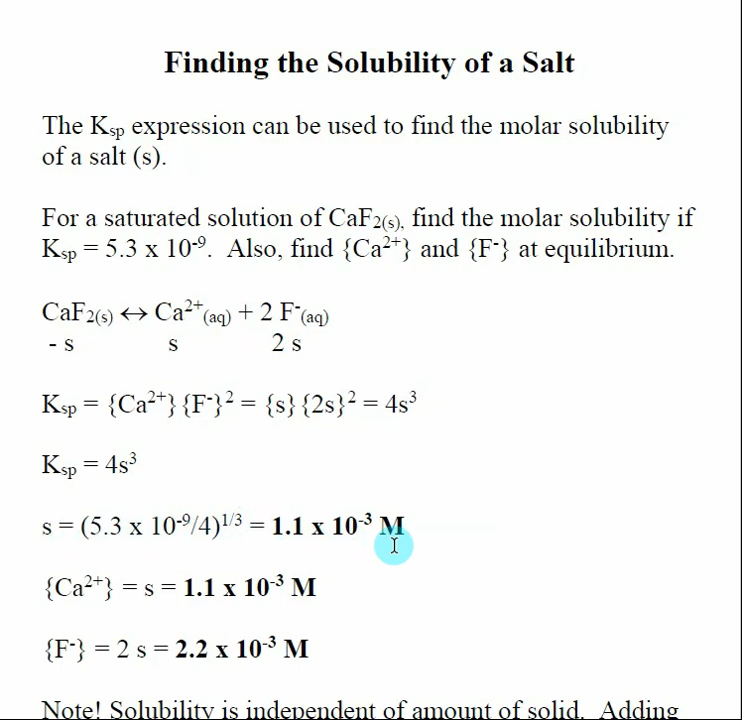 Finding the Solubility of a Salt
The Ksp expression can be used to find the molar solubility
of a salt (s).
For a saturated solution of CaF2(s), find the molar solubility if
Ksp = 5.3 x 10⁻⁹. Also, find {Ca²⁺} and {F⁻} at equilibrium.
CaF2(s) ↔ Ca²⁺(aq) + 2 F⁻(aq)
- s s 2 s
Ksp = {Ca²⁺}{F⁻}² = {s}{2s}² = 4s³
Ksp = 4s³
s = (5.3 x 10⁻⁹/4)¹/³ = 1.1 x 10⁻³ M
{Ca²⁺} = s = 1.1 x 10⁻³ M
{F⁻} = 2 s = 2.2 x 10⁻³ M
Note! Solubility is independent of amount of solid. Adding